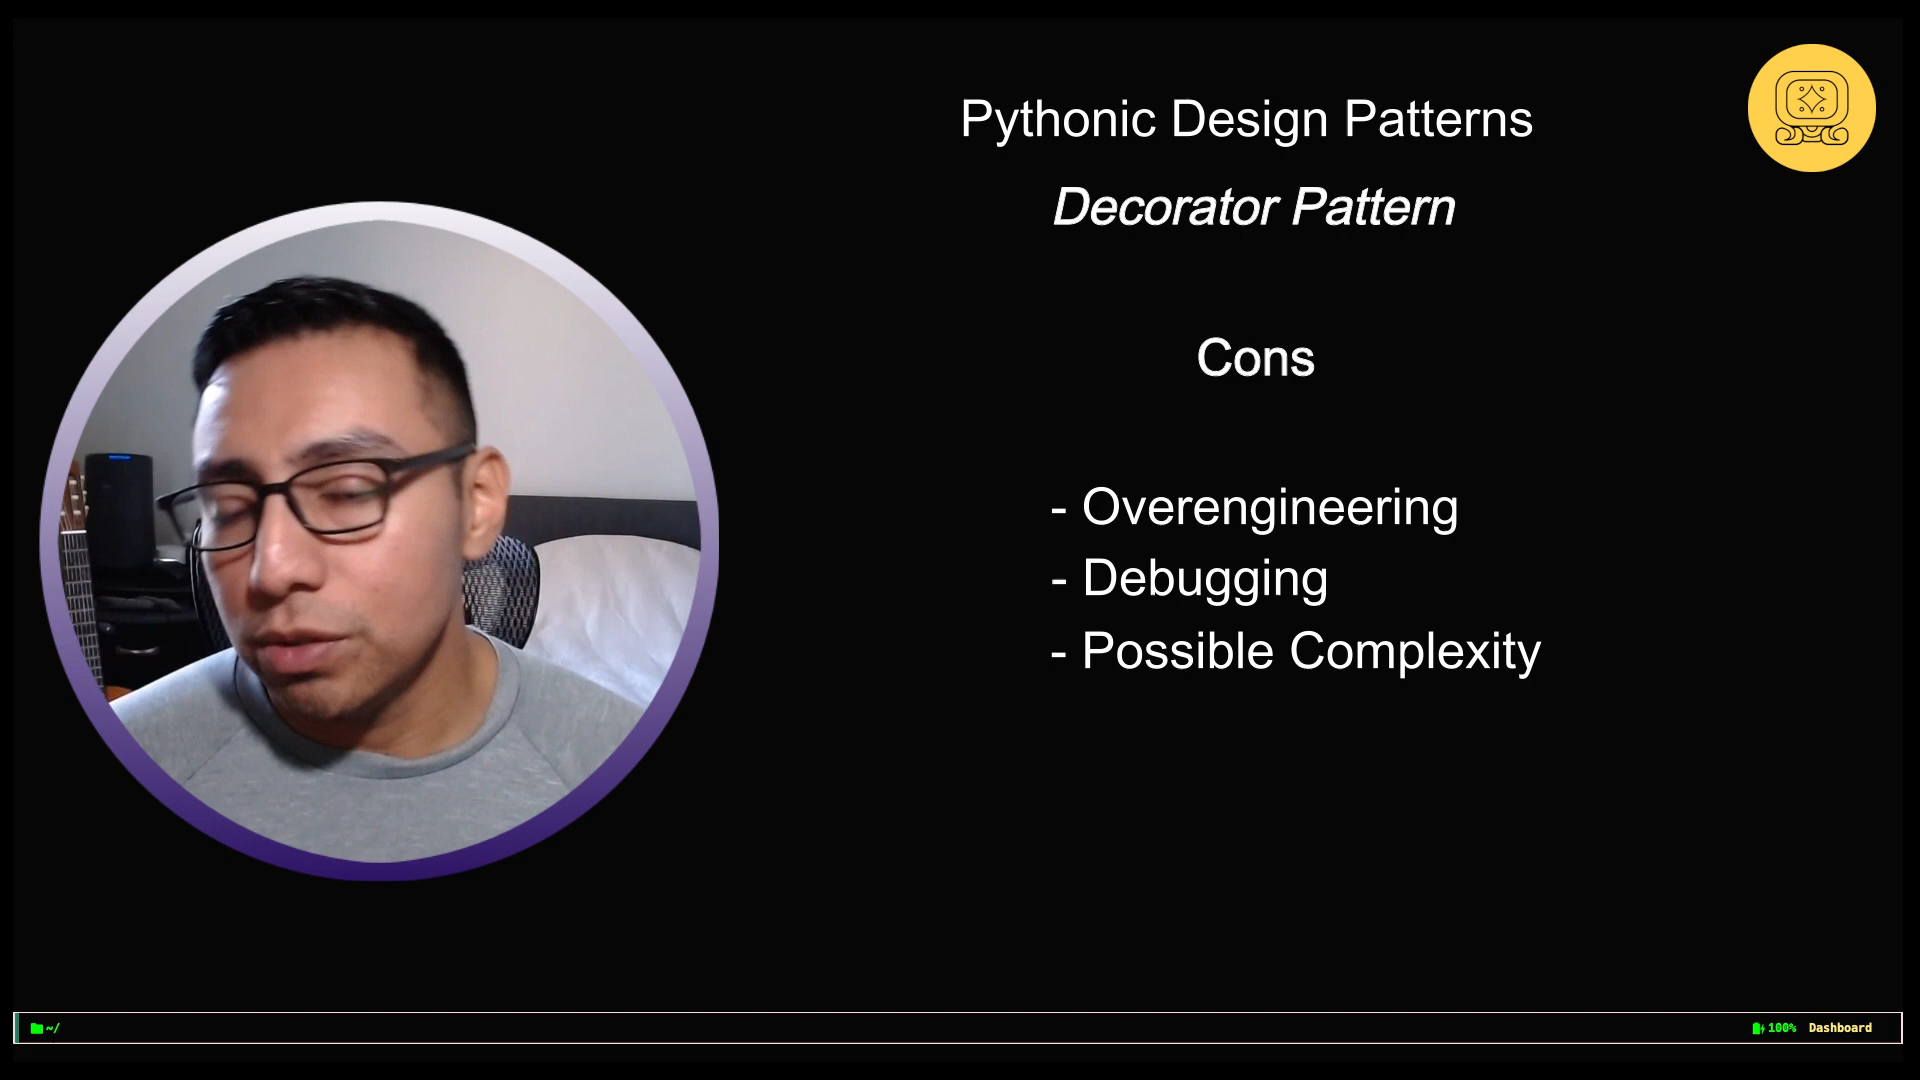 Pythonic Design Patterns
Decorator Pattern
Cons
- Overengineering
- Debugging
- Possible Complexity
~/
100% Dashboard